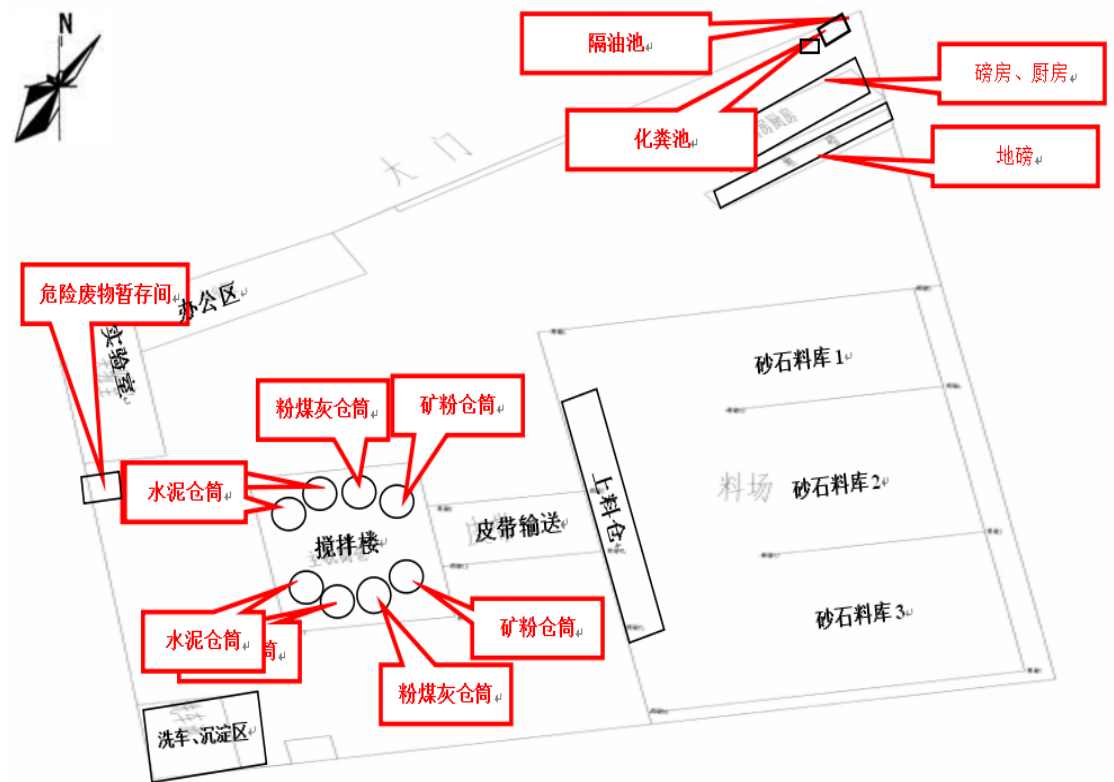 N
隔油池
磅房、厨房
化粪池
地磅
大门
危险废物暂存间
办公区
实验室
砂石料库1
粉煤灰仓筒
矿粉仓筒
水泥仓筒
上料仓
料场
砂石料库2
皮带输送
搅拌楼
砂石料库3
水泥仓筒
筒
矿粉仓筒
粉煤灰仓筒
洗车、沉淀区